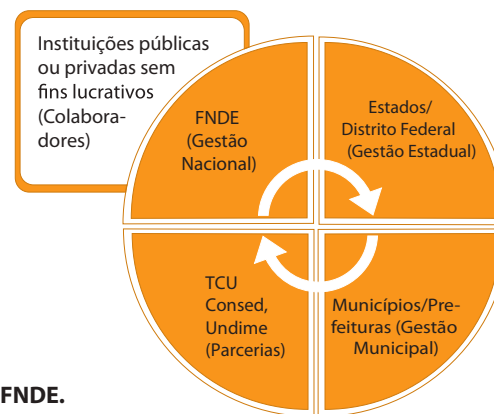 Instituições públicas
ou privadas sem
fins lucrativos
(Colabora-
dores)
FNDE
(Gestão
Nacional)
Estados/
Distrito Federal
(Gestão Estadual)
TCU
Consed,
Undime
(Parcerias)
Municípios/Pre-
feituras (Gestão
Municipal)
FNDE.